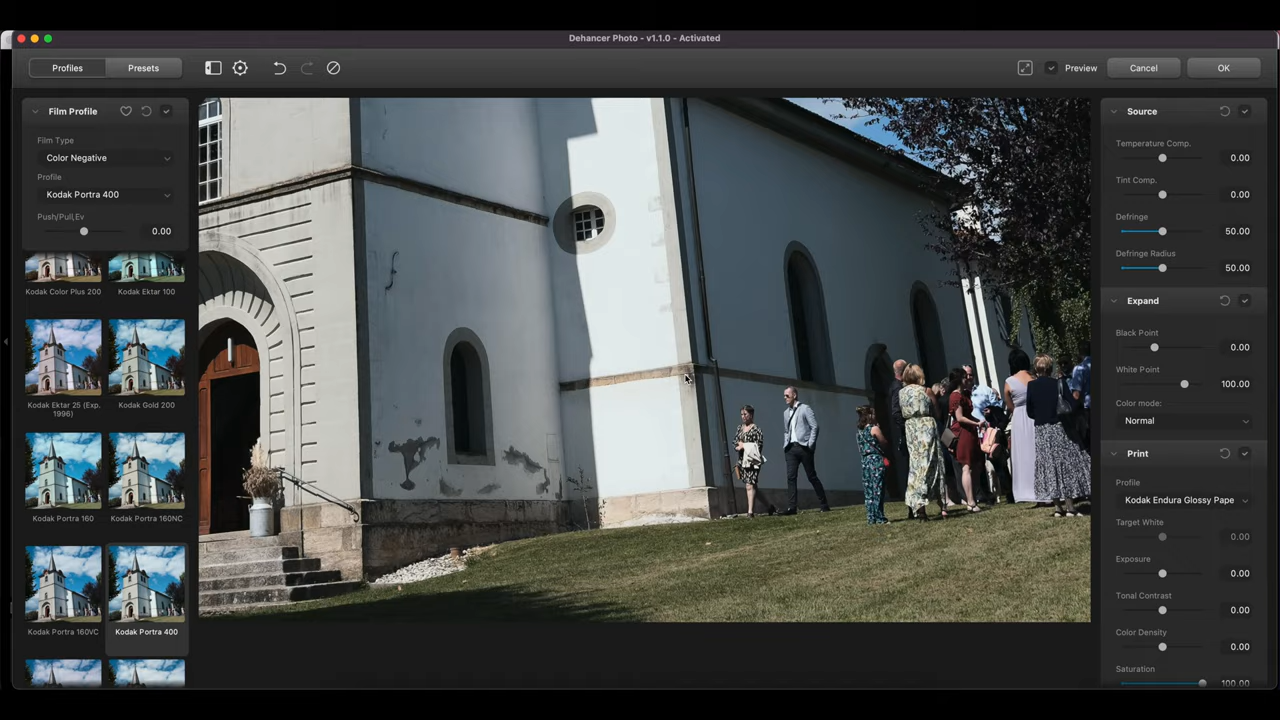 Dehancer Photo - v1.1.0 - Activated
Profiles
Presets
Preview
Cancel
OK
Film Profile
Film Type
Color Negative
Profile
Kodak Portra 400
Push/Pull,Ev
0.00
Kodak Color Plus 200
Kodak Ektar 100
Kodak Ektar 25 (Exp. 1996)
Kodak Gold 200
Kodak Portra 160
Kodak Portra 160NC
Kodak Portra 160VC
Kodak Portra 400
Source
Temperature Comp.
0.00
Tint Comp.
0.00
Defringe
50.00
Defringe Radius
50.00
Expand
Black Point
0.00
White Point
100.00
Color mode:
Normal
Print
Profile
Kodak Endura Glossy Pape
Target White
0.00
Exposure
0.00
Tonal Contrast
0.00
Color Density
0.00
Saturation
100.00